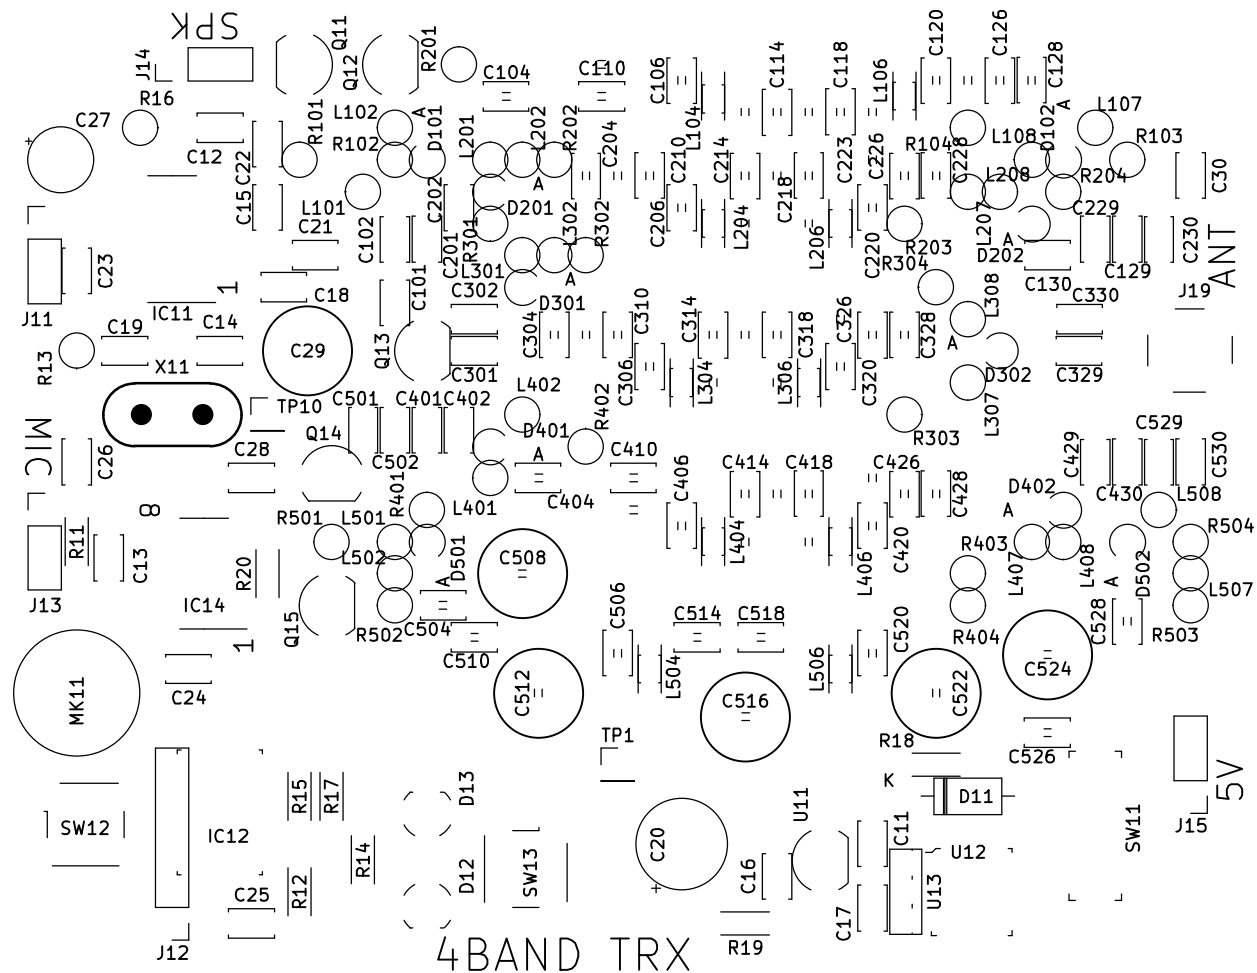 SPK
J14
Q11
Q12
R201
C104
C110
C106
C114
C118
L106
C120
C126
C128
R16
C27
C12
R101
L102
A
D101
L201
L202
R202
C204
L104
L108
D102
A
L107
R103
R102
C22
C15
L101
C102
C202
C201
R301
D201
A
L302
R302
C210
C206
C214
L204
C218
C223
C226
L206
C220
R104
C228
L208
R204
L207
R203
R304
A
D202
C229
C130
C129
C230
C30
ANT
C21
C23
J11
1
C18
IC11
C101
L301
C302
A
D301
L308
C330
J19
C19
C14
R13
X11
C29
Q13
C301
C304
C310
C306
C314
L304
C318
L306
C326
C320
C328
A
D302
L307
C329
MIC
TP10
Q14
C501
C401
C402
C502
L402
D401
A
R402
R303
C26
C28
C404
C410
C406
C414
C418
C426
C428
C429
C529
C530
D402
A
C430
L508
8
R401
L401
L404
C420
L406
R403
L407
L408
A
D502
R504
L507
R503
R11
C13
J13
R501
L501
L502
R20
D501
A
C508
IC14
1
Q15
R502
C504
C510
C506
C514
C518
C520
R404
C528
L504
L506
C524
MK11
C24
C512
C516
C522
TP1
R18
C526
K
D11
5V
J15
SW12
IC12
R15
R17
D13
R14
R12
D12
SW13
C20
U11
C16
C11
U12
U13
SW11
C25
C17
R19
J12
4BAND TRX